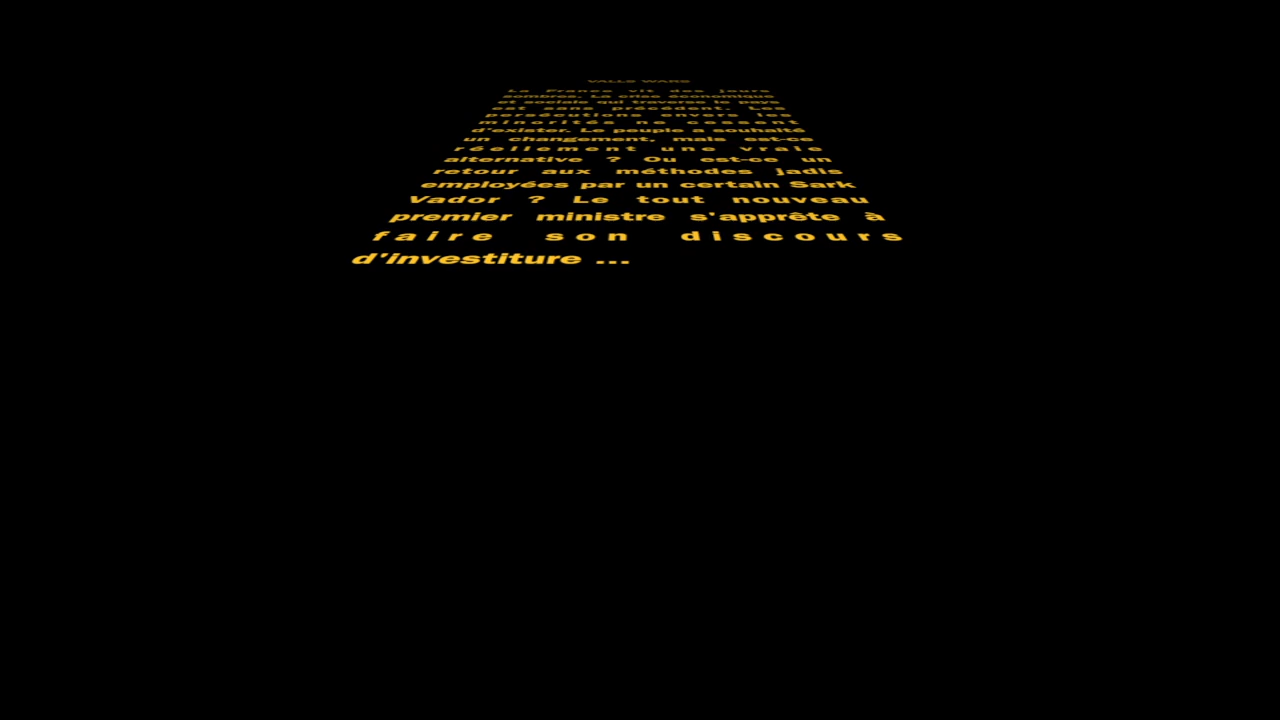 VALLS WARS
La France vit des jours
sombres. La crise économique
et sociale qui traverse le pays
est sans précédent. Les
persécutions envers les
minorités ne cessent
d'exister. Le peuple a souhaité
un changement, mais est-ce
réellement une vraie
alternative ? Ou est-ce un
retour aux méthodes jadis
employées par un certain Sark
Vador ? Le tout nouveau
premier ministre s'apprête à
faire son discours
d'investiture ...